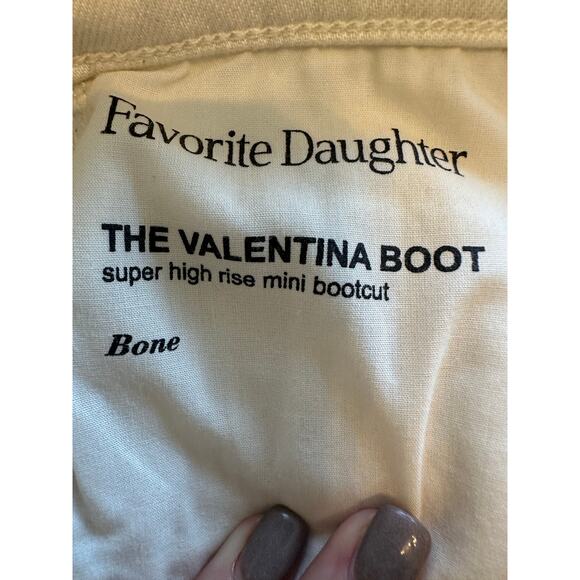 Favorite Daughter
THE VALENTINA BOOT
super high rise mini bootcut
Bone